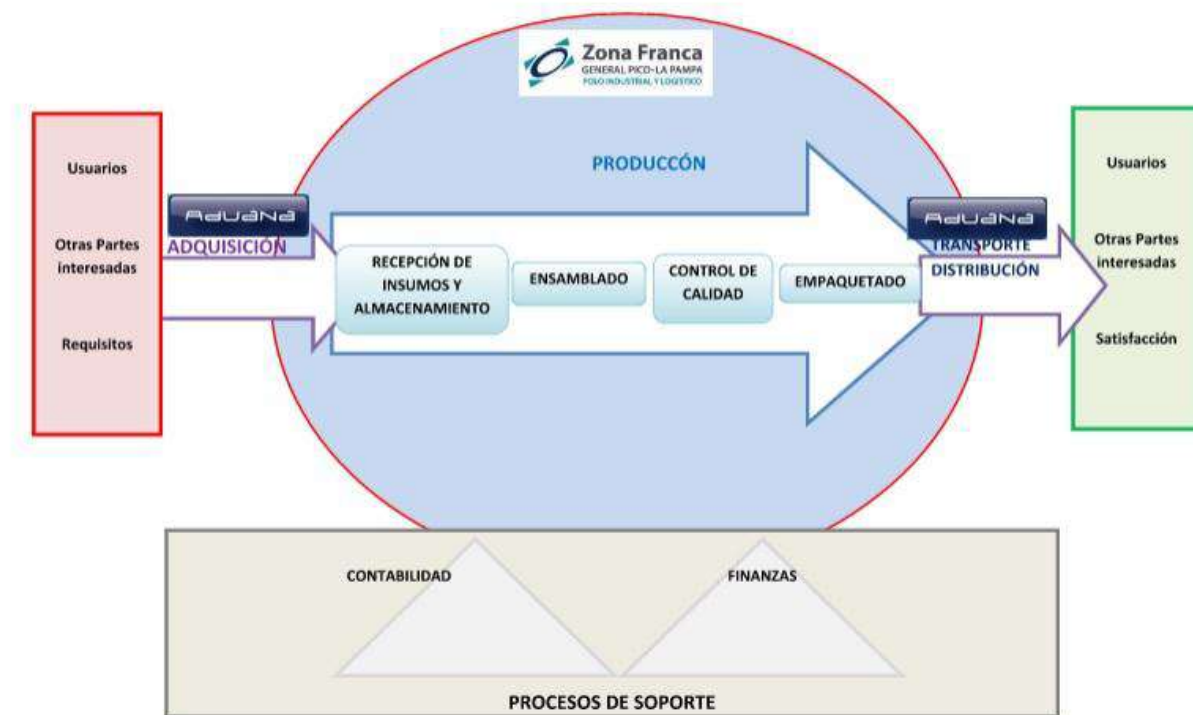 Zona Franca
GENERAL PICO-LA PAMPA
POLO INDUSTRIAL Y LOGÍSTICO
Usuarios
Otras Partes
interesadas
Requisitos
ADUANA
ADQUISICIÓN
PRODUCCÓN
RECEPCIÓN DE
INSUMOS Y
ALMACENAMIENTO
ENSAMBLADO
CONTROL DE
CALIDAD
EMPAQUETADO
ADUANA
TRANSPORTE
DISTRIBUCIÓN
Usuarios
Otras Partes
interesadas
Satisfacción
CONTABILIDAD
FINANZAS
PROCESOS DE SOPORTE